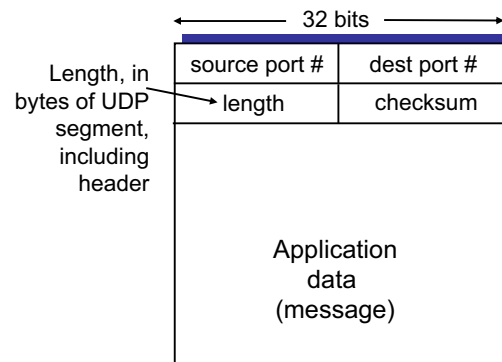 32 bits
source port #
dest port #
Length, in
bytes of UDP
segment,
including
header
length
checksum
Application
data
(message)